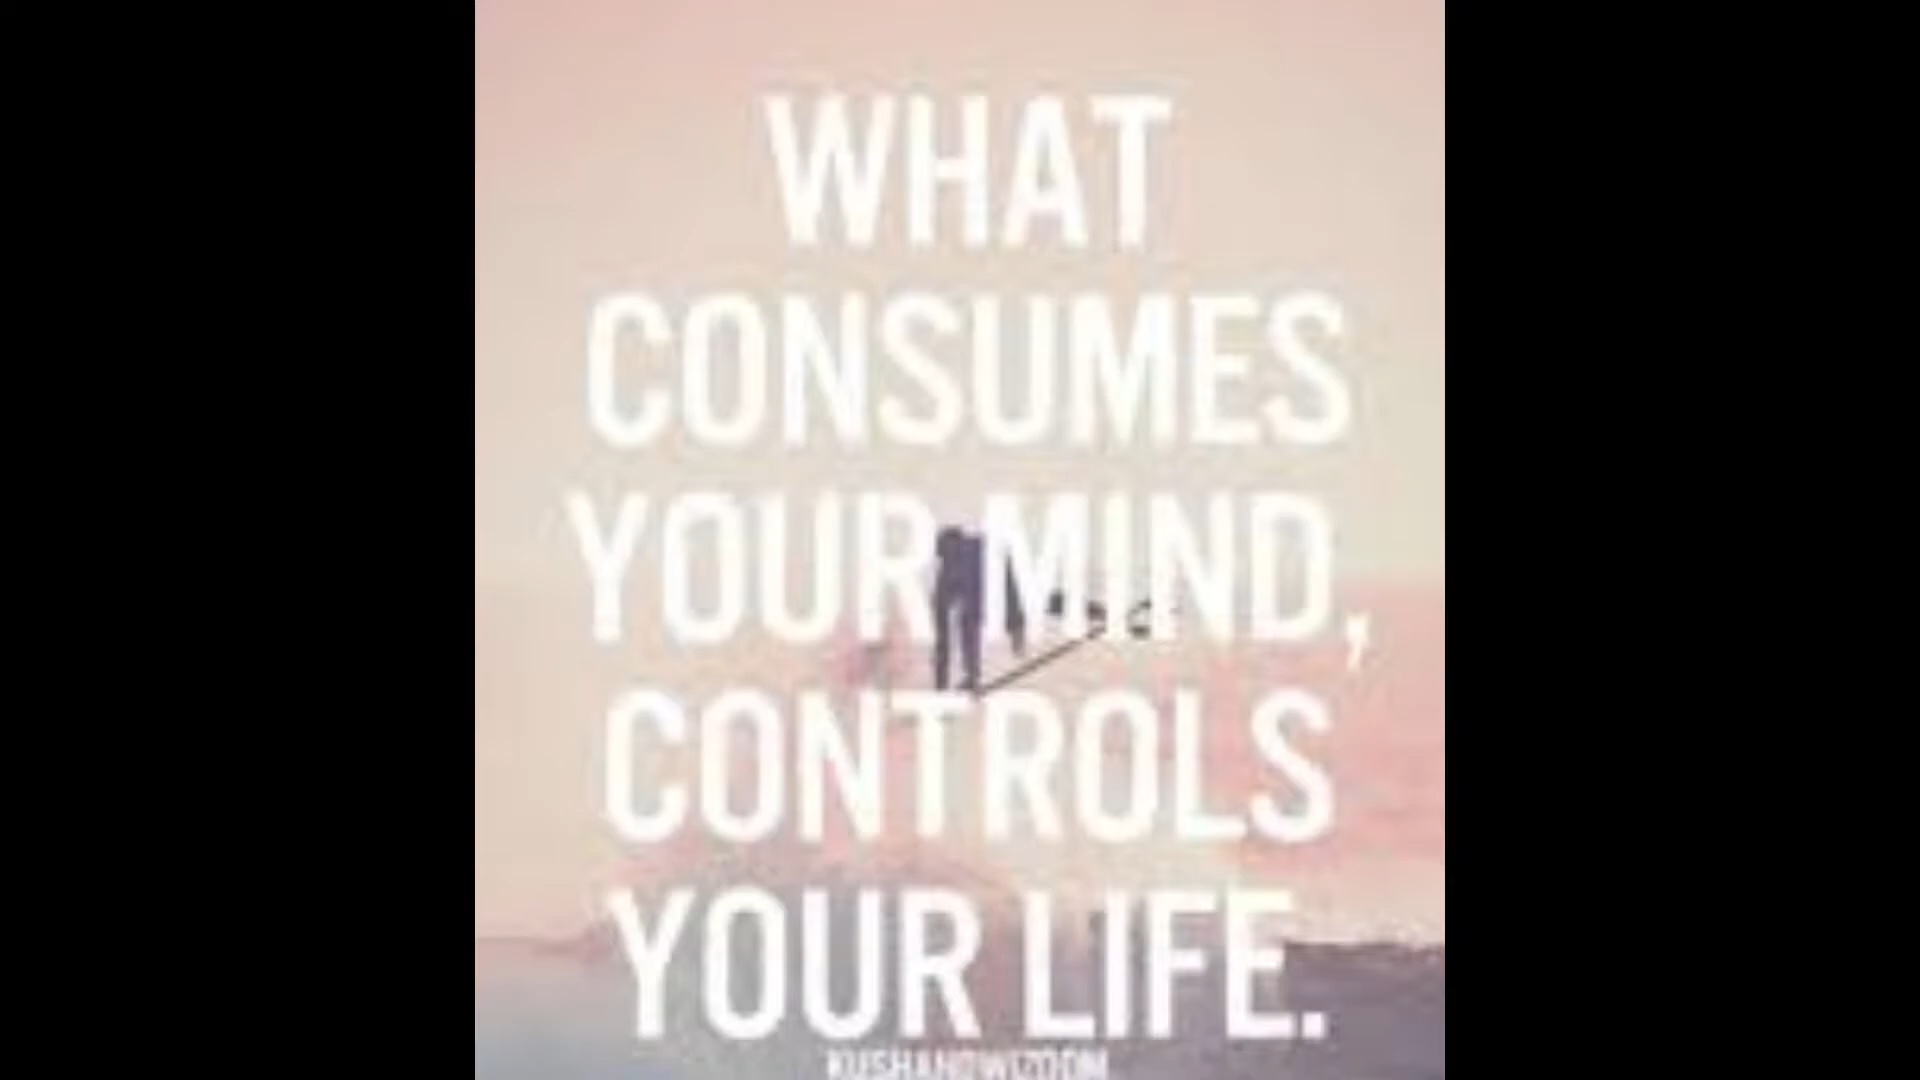 WHAT
CONSUMES
YOUR MIND,
CONTROLS
YOUR LIFE.
KUSHANDWIZDOM